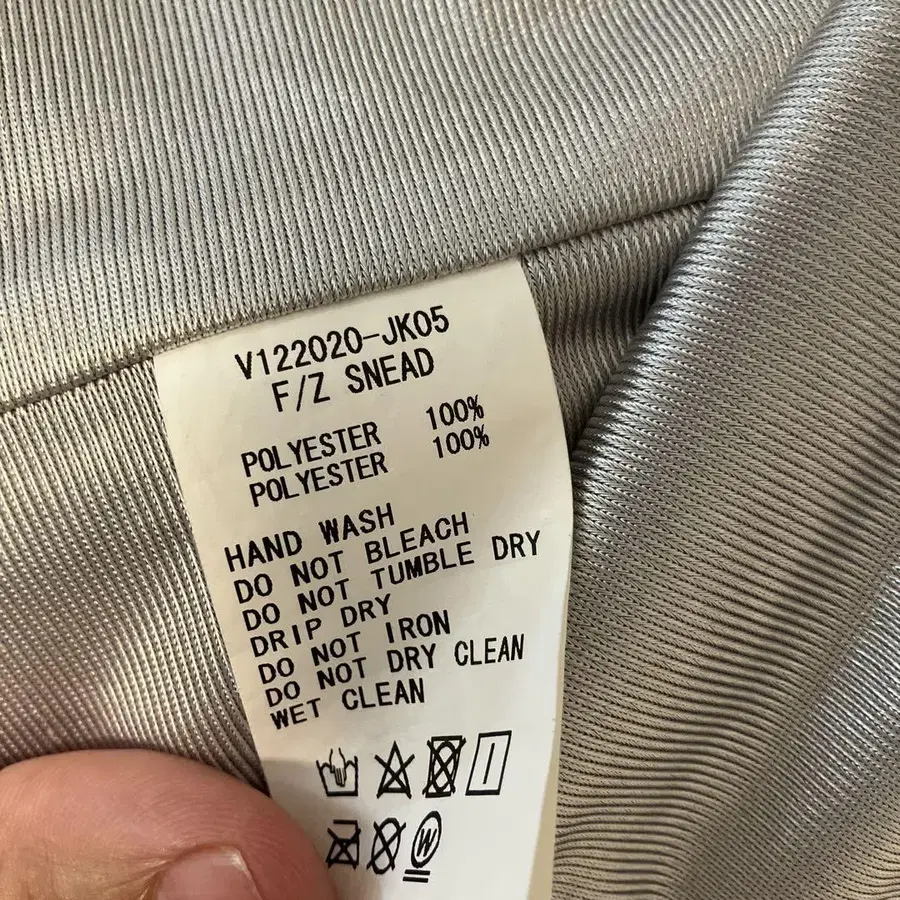 V122020-JK05
F/Z SNEAD
POLYESTER 100%
POLYESTER 100%
HAND WASH
DO NOT BLEACH
DO NOT TUMBLE DRY
DRIP DRY
DO NOT IRON
DO NOT DRY CLEAN
WET CLEAN
W